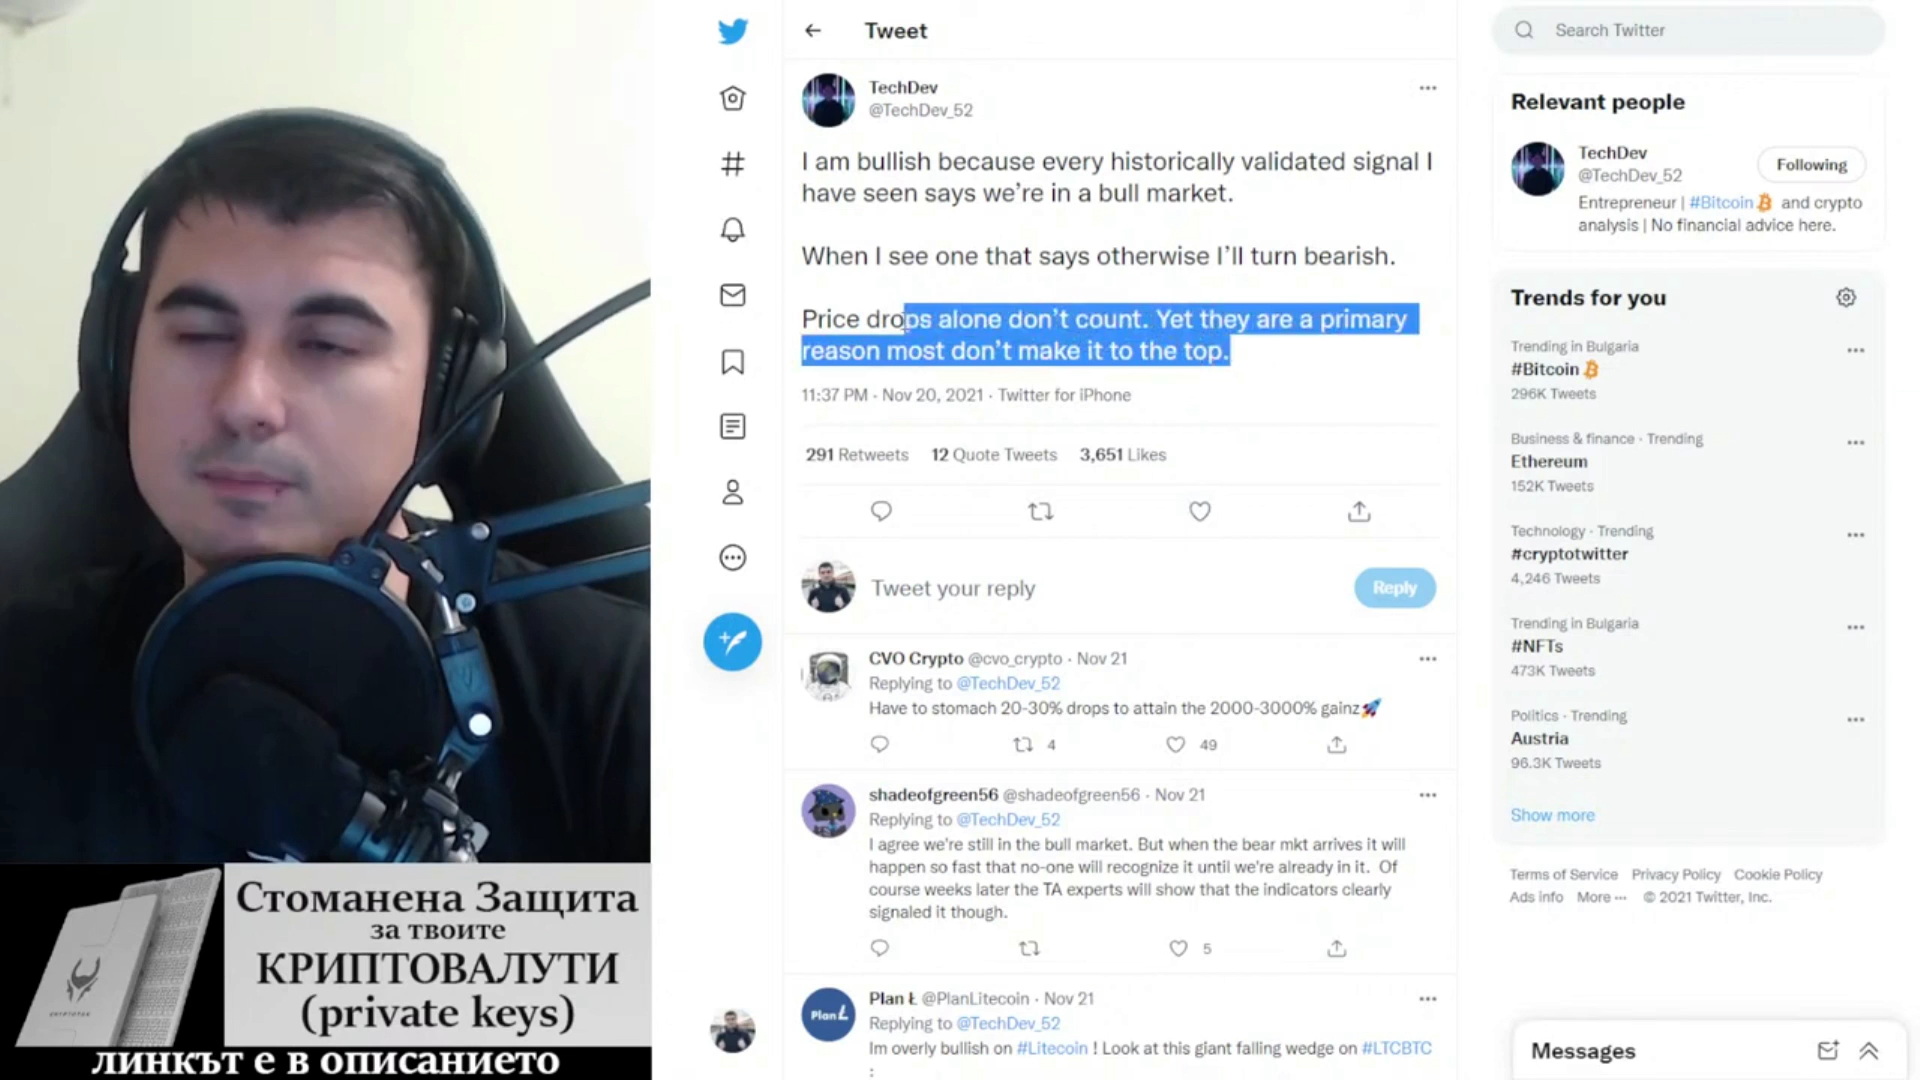 Tweet
TechDev
@TechDev_52
I am bullish because every historically validated signal I
have seen says we're in a bull market.
When I see one that says otherwise I'll turn bearish.
Price drops alone don't count. Yet they are a primary
reason most don't make it to the top.
11:37 PM · Nov 20, 2021 · Twitter for iPhone
291 Retweets 12 Quote Tweets 3,651 Likes
Tweet your reply
Reply
CVO Crypto @cvo_crypto · Nov 21
Replying to @TechDev_52
Have to stomach 20-30% drops to attain the 2000-3000% gainz🚀
4 49
shadeofgreen56 @shadeofgreen56 · Nov 21
Replying to @TechDev_52
I agree we're still in the bull market. But when the bear mkt arrives it will
happen so fast that no-one will recognize it until we're already in it. Of
course weeks later the TA experts will show that the indicators clearly
signaled it though.
5
Plan Ł @PlanLitecoin · Nov 21
Replying to @TechDev_52
Im overly bullish on #Litecoin ! Look at this giant falling wedge on #LTCBTC
:
Plan Ł
Search Twitter
Relevant people
TechDev
@TechDev_52
Following
Entrepreneur | #Bitcoin and crypto
analysis | No financial advice here.
Trends for you
Trending in Bulgaria
#Bitcoin
296K Tweets
Business & finance · Trending
Ethereum
152K Tweets
Technology · Trending
#cryptotwitter
4,246 Tweets
Trending in Bulgaria
#NFTs
473K Tweets
Politics · Trending
Austria
96.3K Tweets
Show more
Terms of Service Privacy Policy Cookie Policy
Ads info More ··· © 2021 Twitter, Inc.
Messages
Стоманена Защита
за твоите
КРИПТОВАЛУТИ
(private keys)
линкът е в описанието